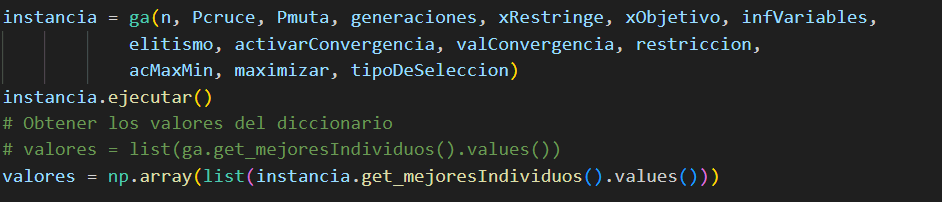 instancia = ga(n, Pcruce, Pmuta, generaciones, xRestringe, xObjetivo, infVariables,
elitismo, activarConvergencia, valConvergencia, restriccion,
acMaxMin, maximizar, tipoDeSeleccion)
instancia.ejecutar()
# Obtener los valores del diccionario
# valores = list(ga.get_mejoresIndividuos().values())
valores = np.array(list(instancia.get_mejoresIndividuos().values()))